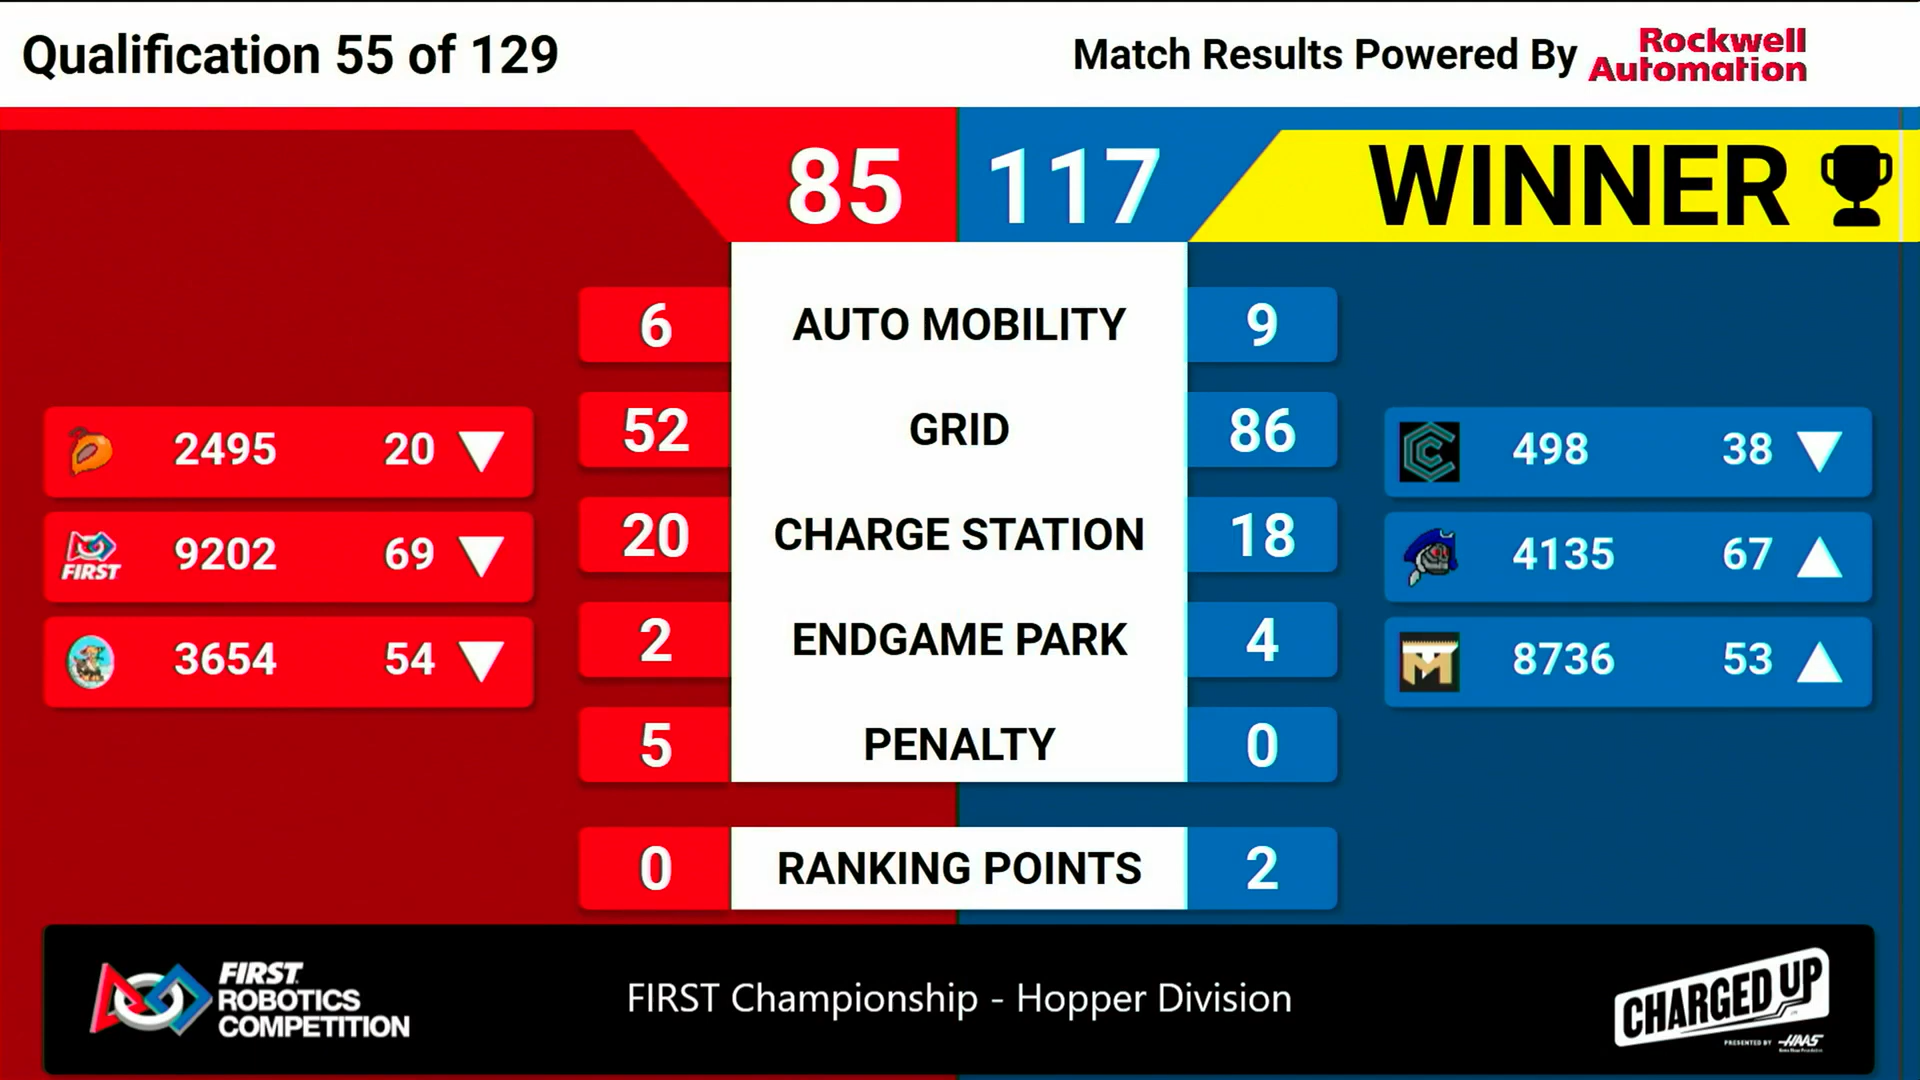 Qualification 55 of 129
Match Results Powered By Rockwell Automation
85 117 WINNER
6 AUTO MOBILITY 9
52 GRID 86
2495 20
498 38
20 CHARGE STATION 18
FIRST 9202 69
4135 67
2 ENDGAME PARK 4
3654 54
M 8736 53
5 PENALTY 0
0 RANKING POINTS 2
FIRST
ROBOTICS
COMPETITION
FIRST Championship - Hopper Division
CHARGED UP
PRESENTED BY HAAS